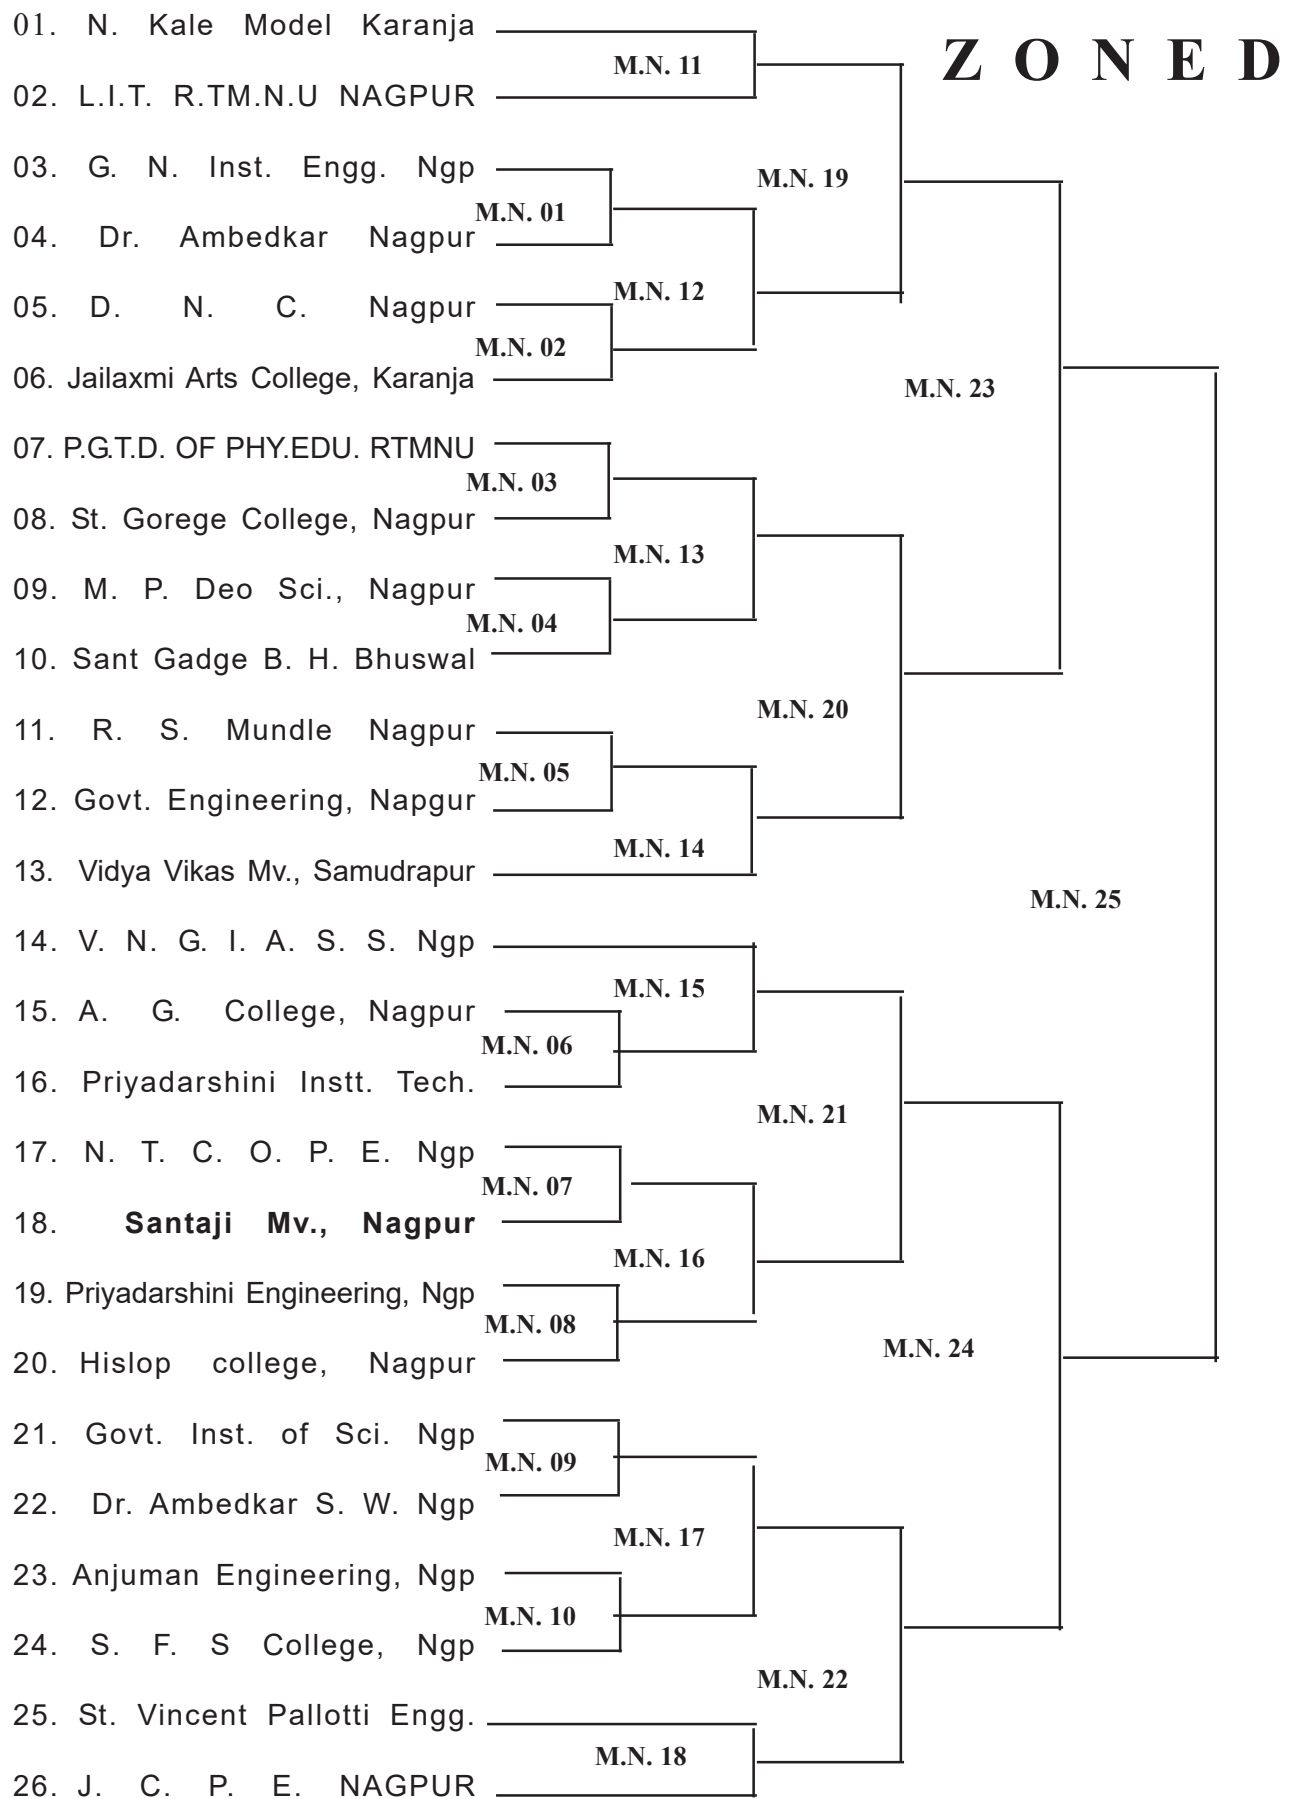 01. N. Kale Model Karanja
Z O N E D
M.N. 11
02. L.I.T. R.TM.N.U NAGPUR
03. G. N. Inst. Engg. Ngp
M.N. 19
M.N. 01
04. Dr. Ambedkar Nagpur
M.N. 12
05. D. N. C. Nagpur
M.N. 02
06. Jailaxmi Arts College, Karanja
M.N. 23
07. P.G.T.D. OF PHY.EDU. RTMNU
M.N. 03
08. St. Gorege College, Nagpur
M.N. 13
09. M. P. Deo Sci., Nagpur
M.N. 04
10. Sant Gadge B. H. Bhuswal
M.N. 20
11. R. S. Mundle Nagpur
M.N. 05
12. Govt. Engineering, Napgur
M.N. 14
13. Vidya Vikas Mv., Samudrapur
M.N. 25
14. V. N. G. I. A. S. S. Ngp
M.N. 15
15. A. G. College, Nagpur
M.N. 06
16. Priyadarshini Instt. Tech.
M.N. 21
17. N. T. C. O. P. E. Ngp
M.N. 07
18. Santaji Mv., Nagpur
M.N. 16
19. Priyadarshini Engineering, Ngp
M.N. 08
M.N. 24
20. Hislop college, Nagpur
21. Govt. Inst. of Sci. Ngp
M.N. 09
22. Dr. Ambedkar S. W. Ngp
M.N. 17
23. Anjuman Engineering, Ngp
M.N. 10
24. S. F. S College, Ngp
M.N. 22
25. St. Vincent Pallotti Engg.
M.N. 18
26. J. C. P. E. NAGPUR